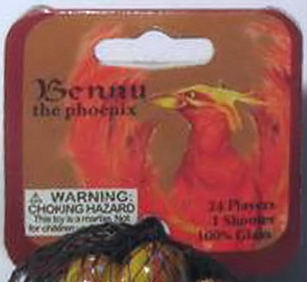 Bennu
the phoenix
WARNING:
CHOKING HAZARD
This toy is a marble. Not
for children
24 Players
1 Shooter
100% Glass